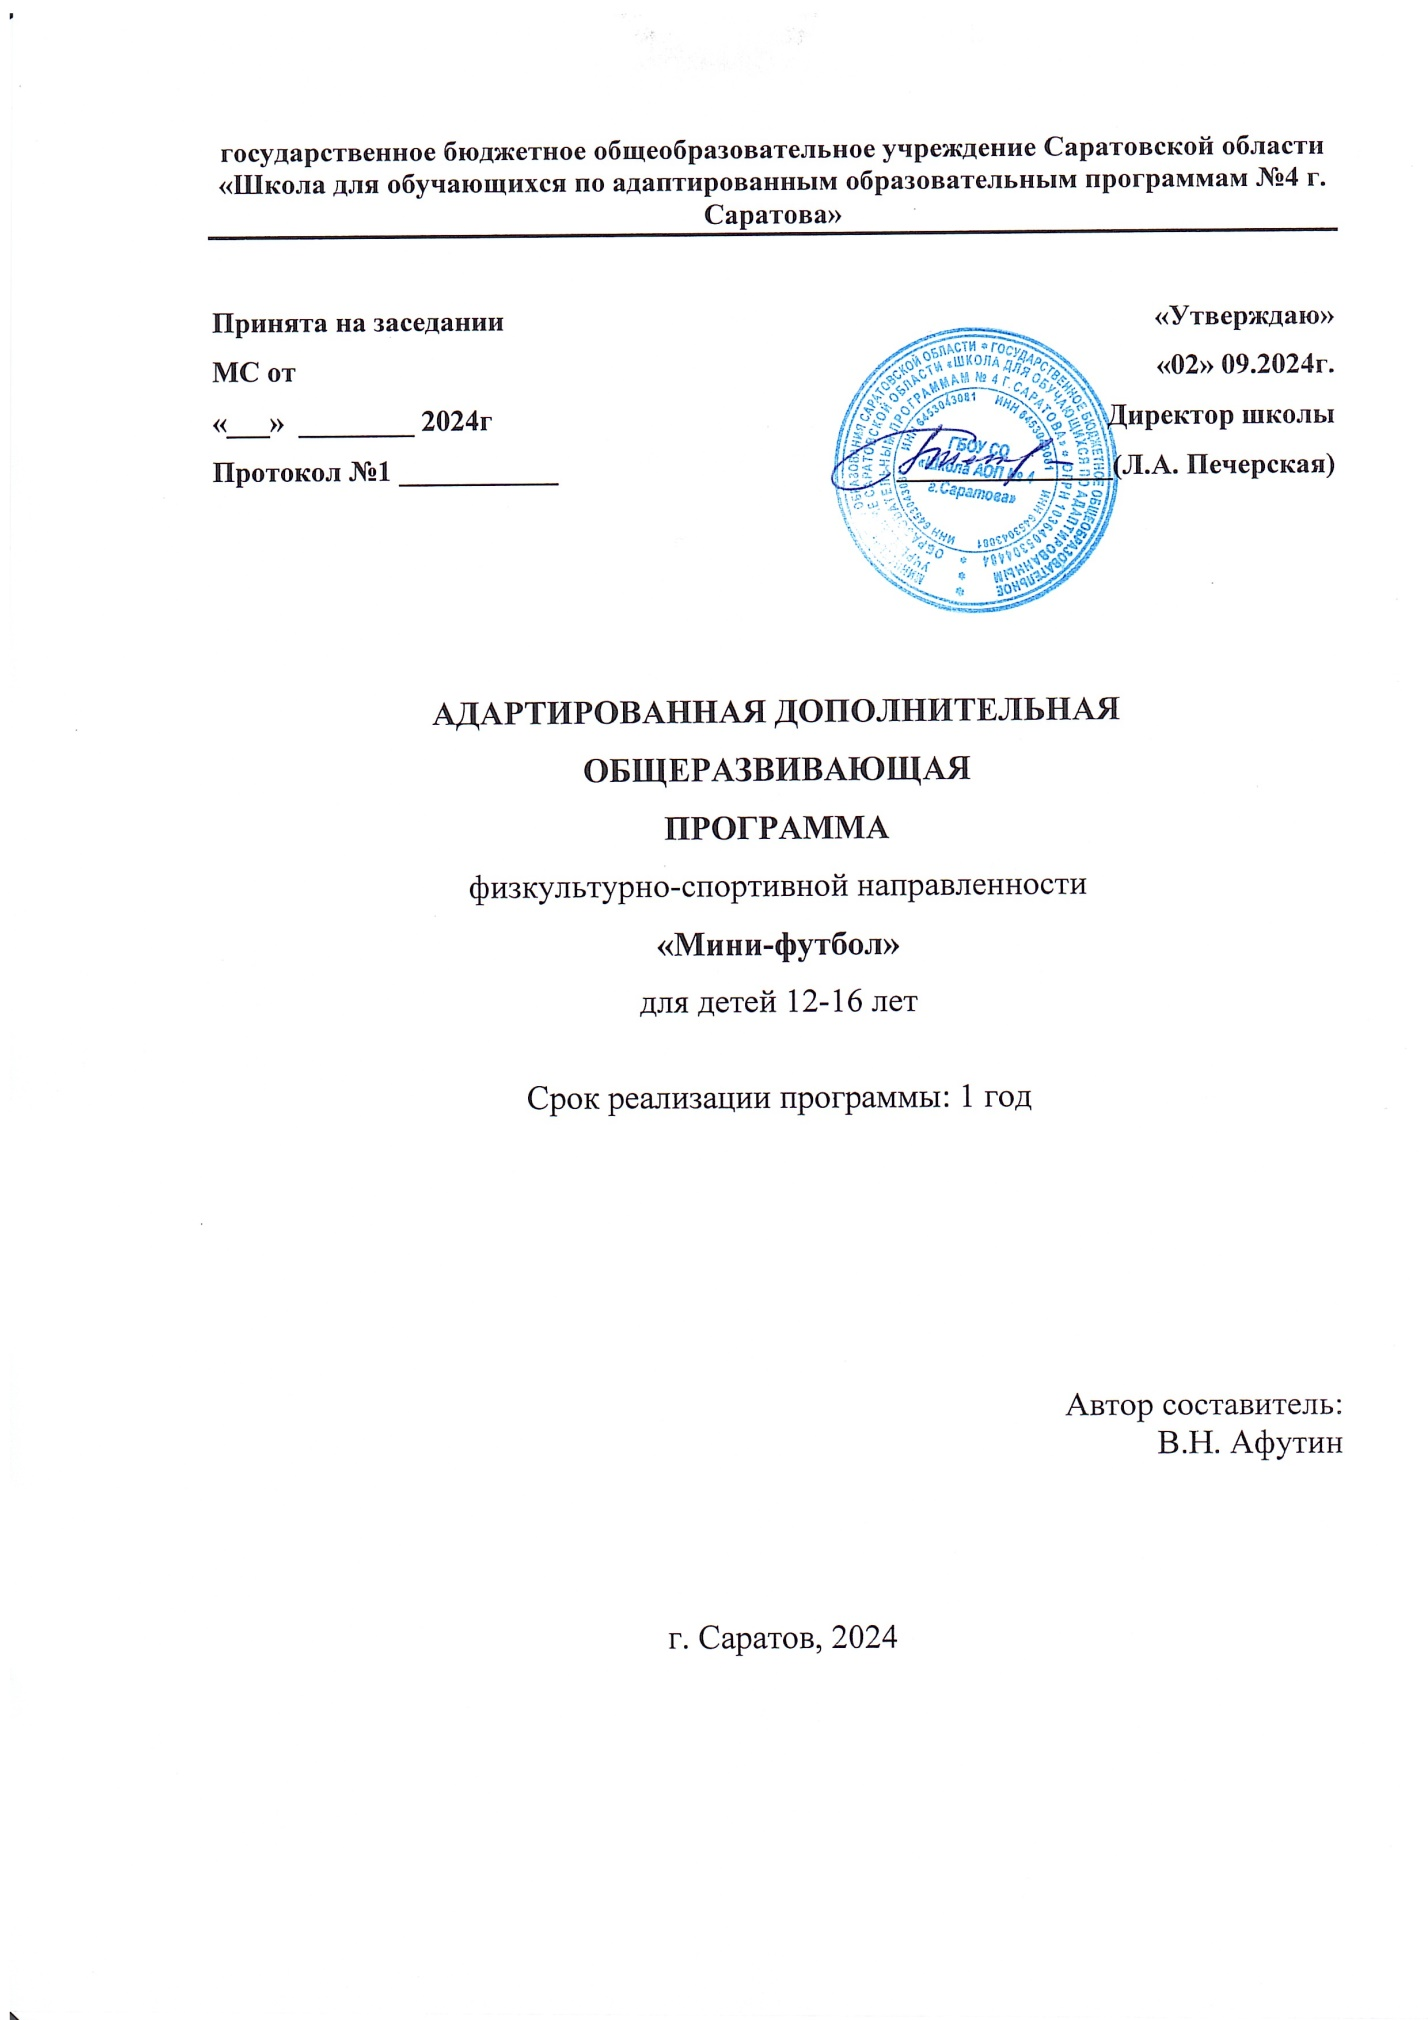 государственное бюджетное общеобразовательное учреждение Саратовской области
«Школа для обучающихся по адаптированным образовательным программам №4 г.
Саратова»
Принята на заседании
МС от
«___» ________ 2024г
Протокол №1 ___________
«Утверждаю»
«02» 09.2024г.
Директор школы
(Л.А. Печерская)
ГБОУ СО
«Школа АОП № 4
г.Саратова»
АДАРТИРОВАННАЯ ДОПОЛНИТЕЛЬНАЯ
ОБЩЕРАЗВИВАЮЩАЯ
ПРОГРАММА
физкультурно-спортивной направленности
«Мини-футбол»
для детей 12-16 лет
Срок реализации программы: 1 год
Автор составитель:
В.Н. Афутин
г. Саратов, 2024